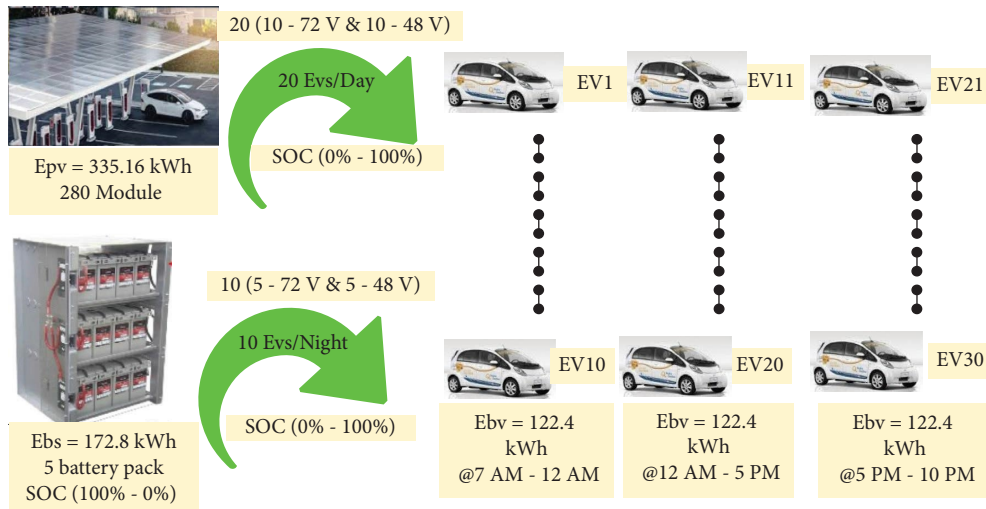 20 (10 - 72 V & 10 - 48 V)
20 Evs/Day
SOC (0% - 100%)
Epv = 335.16 kWh
280 Module
EV1
EV11
EV21
10 (5 - 72 V & 5 - 48 V)
10 Evs/Night
SOC (0% - 100%)
Ebs = 172.8 kWh
5 battery pack
SOC (100% - 0%)
EV10
EV20
EV30
Ebv = 122.4
kWh
@7 AM - 12 AM
Ebv = 122.4
kWh
@12 AM - 5 PM
Ebv = 122.4
kWh
@5 PM - 10 PM